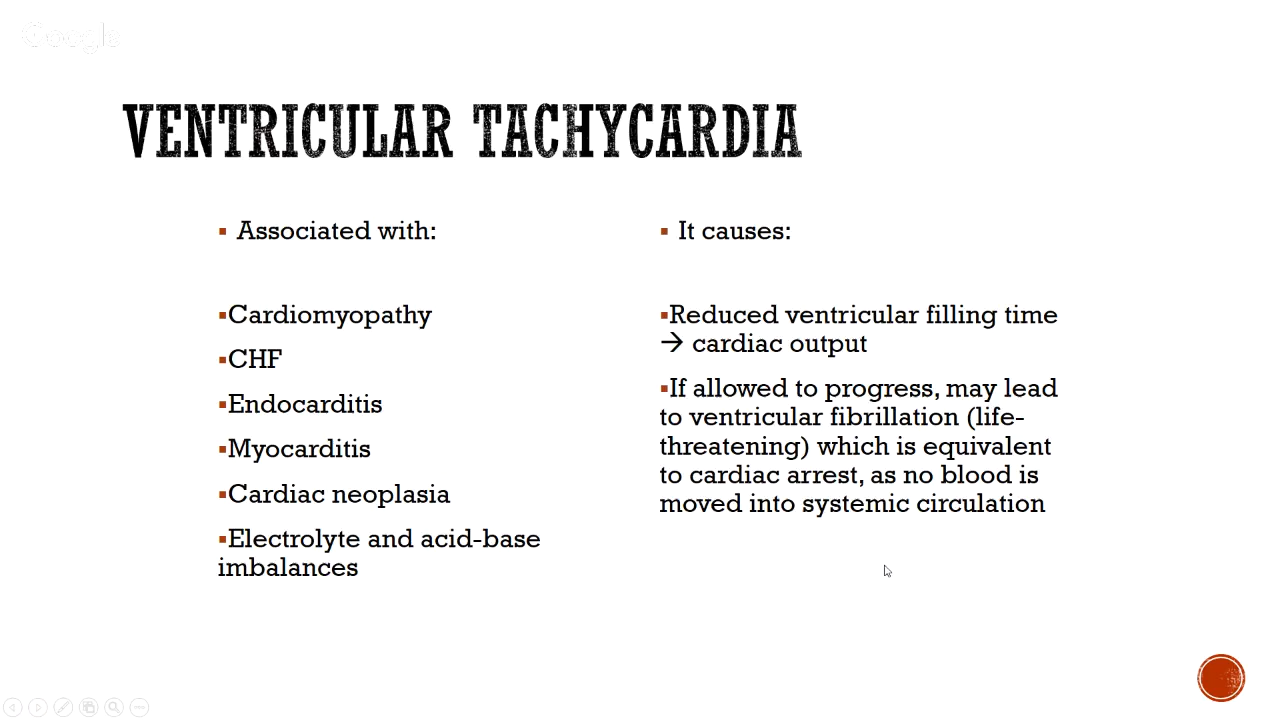 Google
VENTRICULAR TACHYCARDIA
▪ Associated with:
▪Cardiomyopathy
▪CHF
▪Endocarditis
▪Myocarditis
▪Cardiac neoplasia
▪Electrolyte and acid-base
imbalances
▪ It causes:
▪Reduced ventricular filling time
→ cardiac output
▪If allowed to progress, may lead
to ventricular fibrillation (life-
threatening) which is equivalent
to cardiac arrest, as no blood is
moved into systemic circulation